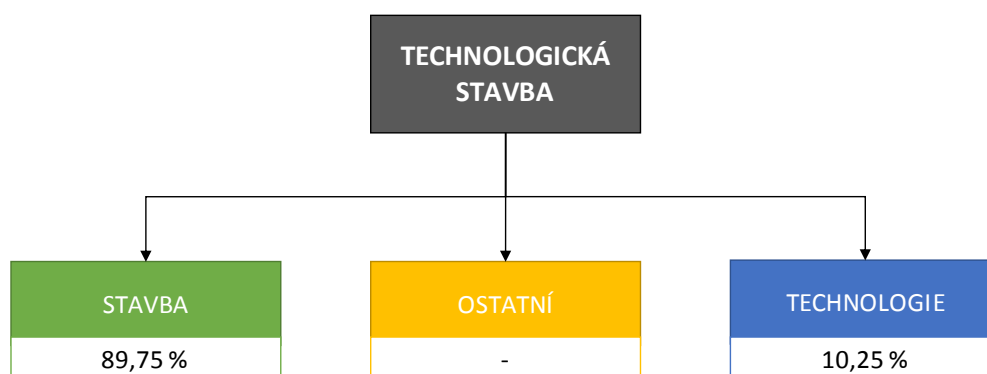 TECHNOLOGICKÁ
STAVBA
STAVBA
OSTATNÍ
TECHNOLOGIE
89,75 %
-
10,25 %